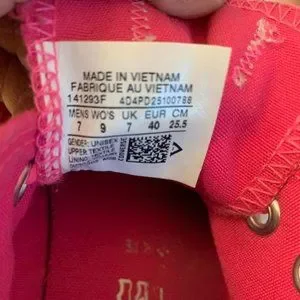 MADE IN VIETNAM
FABRIQUE AU VIETNAM
141293F 4D4PD25100788
MENS WO'S UK EUR CM
7 9 7 40 25.5
GENDER: UNISEX
UPPER: TEXTILE
LINING:
CONVERSE